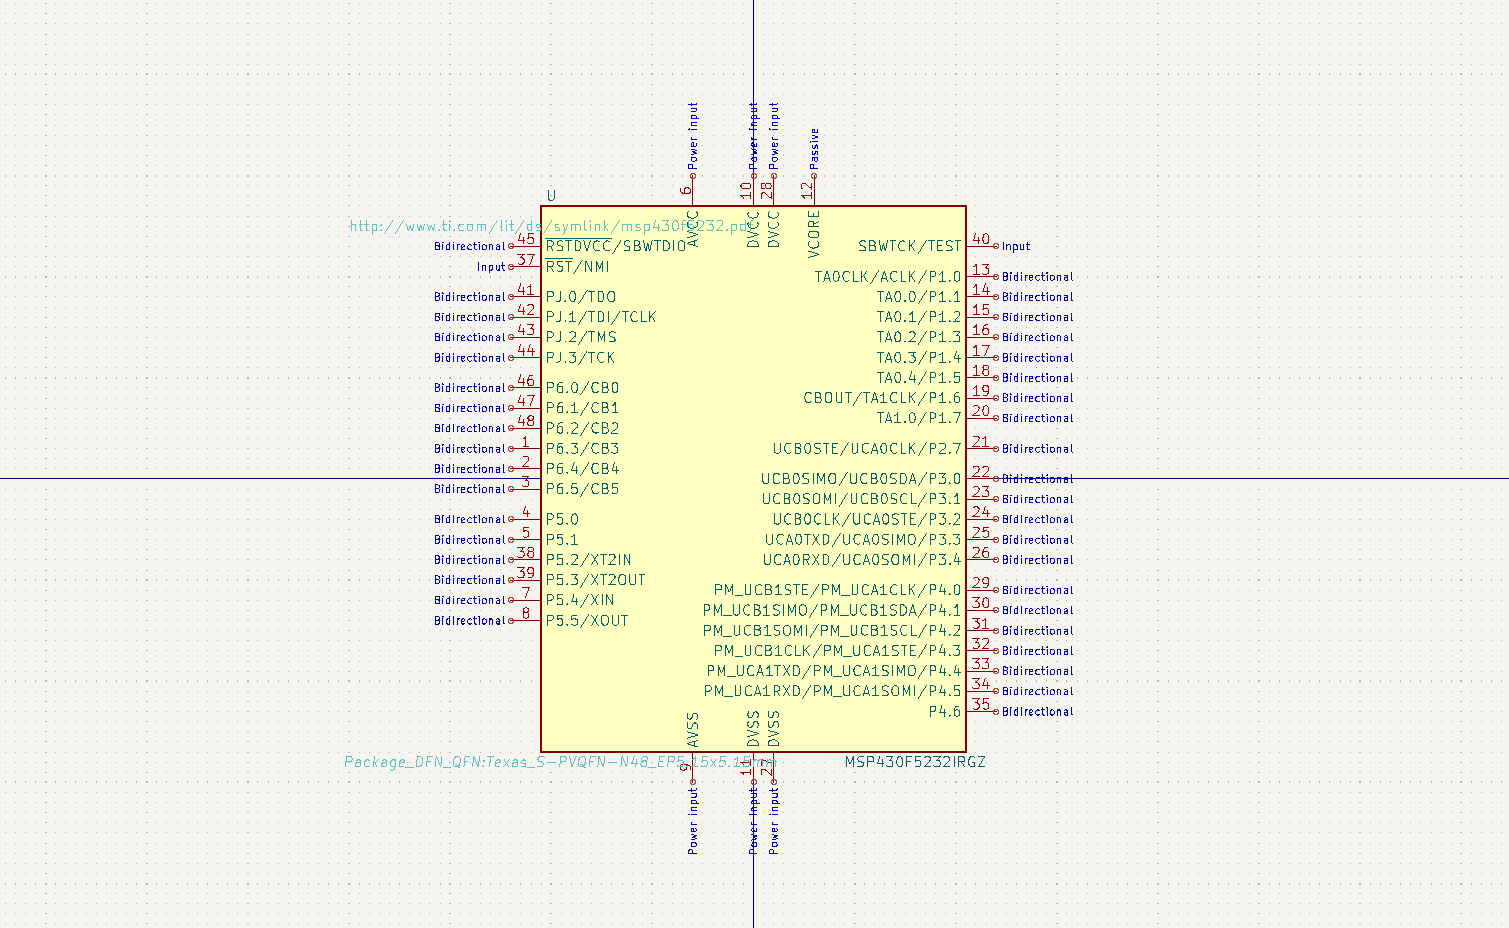 Power input
Power input
Power input
Passive
6
10
28
12
U
AVCC
DVCC
DVCC
VCORE
http://www.ti.com/lit/ds/symlink/msp430f5232.pdf
Bidirectional 45 RSTDVCC/SBWTDIO
SBWTCK/TEST 40 Input
Input 37 RST/NMI
TA0CLK/ACLK/P1.0 13 Bidirectional
Bidirectional 41 PJ.0/TDO
TA0.0/P1.1 14 Bidirectional
Bidirectional 42 PJ.1/TDI/TCLK
TA0.1/P1.2 15 Bidirectional
Bidirectional 43 PJ.2/TMS
TA0.2/P1.3 16 Bidirectional
Bidirectional 44 PJ.3/TCK
TA0.3/P1.4 17 Bidirectional
TA0.4/P1.5 18 Bidirectional
Bidirectional 46 P6.0/CB0
CBOUT/TA1CLK/P1.6 19 Bidirectional
Bidirectional 47 P6.1/CB1
TA1.0/P1.7 20 Bidirectional
Bidirectional 48 P6.2/CB2
Bidirectional 1 P6.3/CB3
UCB0STE/UCA0CLK/P2.7 21 Bidirectional
Bidirectional 2 P6.4/CB4
UCB0SIMO/UCB0SDA/P3.0 22 Bidirectional
Bidirectional 3 P6.5/CB5
UCB0SOMI/UCB0SCL/P3.1 23 Bidirectional
Bidirectional 4 P5.0
UCB0CLK/UCA0STE/P3.2 24 Bidirectional
Bidirectional 5 P5.1
UCA0TXD/UCA0SIMO/P3.3 25 Bidirectional
Bidirectional 38 P5.2/XT2IN
UCA0RXD/UCA0SOMI/P3.4 26 Bidirectional
Bidirectional 39 P5.3/XT2OUT
PM_UCB1STE/PM_UCA1CLK/P4.0 29 Bidirectional
Bidirectional 7 P5.4/XIN
PM_UCB1SIMO/PM_UCB1SDA/P4.1 30 Bidirectional
Bidirectional 8 P5.5/XOUT
PM_UCB1SOMI/PM_UCB1SCL/P4.2 31 Bidirectional
PM_UCB1CLK/PM_UCA1STE/P4.3 32 Bidirectional
PM_UCA1TXD/PM_UCA1SIMO/P4.4 33 Bidirectional
PM_UCA1RXD/PM_UCA1SOMI/P4.5 34 Bidirectional
P4.6 35 Bidirectional
AVSS
DVSS
DVSS
Package_DFN_QFN:Texas_S-PVQFN-N48_EP5.15x5.15mm
MSP430F5232IRGZ
9
11
27
Power input
Power input
Power input